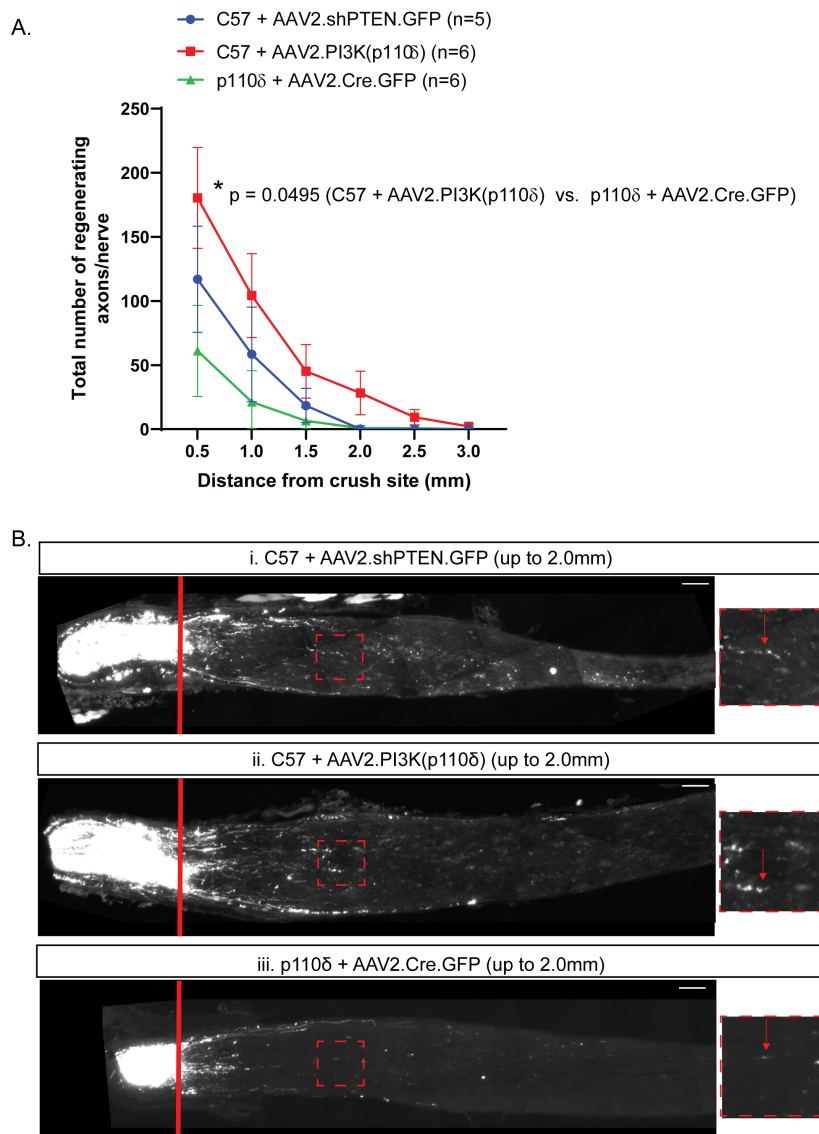 A.
C57 + AAV2.shPTEN.GFP (n=5)
C57 + AAV2.PI3K(p110δ) (n=6)
p110δ + AAV2.Cre.GFP (n=6)
Total number of regenerating
axons/nerve
250
200
150
100
50
0
* p = 0.0495 (C57 + AAV2.PI3K(p110δ) vs. p110δ + AAV2.Cre.GFP)
0.5 1.0 1.5 2.0 2.5 3.0
Distance from crush site (mm)
B.
i. C57 + AAV2.shPTEN.GFP (up to 2.0mm)
ii. C57 + AAV2.PI3K(p110δ) (up to 2.0mm)
iii. p110δ + AAV2.Cre.GFP (up to 2.0mm)